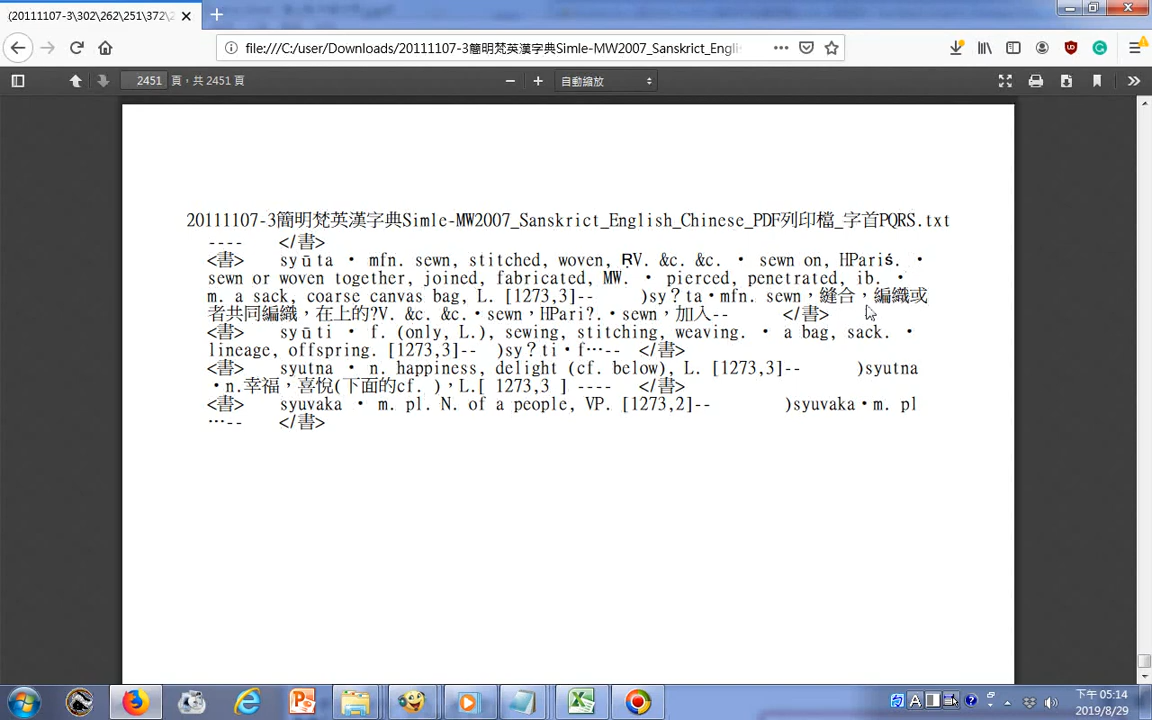 (20111107-3\302\262\251\372\2
file:///C:/user/Downloads/20111107-3簡明梵英漢字典Simle-MW2007_Sanskrict_Engli
2451 頁，共 2451 頁
自動縮放
20111107-3簡明梵英漢字典Simle-MW2007_Sanskrict_English_Chinese_PDF列印檔_字首PQRS.txt
---- </書>
<書> syūta • mfn. sewn, stitched, woven, ṚV. &c. &c. • sewn on, HPariś. •
sewn or woven together, joined, fabricated, MW. • pierced, penetrated, ib. •
m. a sack, coarse canvas bag, L. [1273,3]-- )sy?ta•mfn. sewn，縫合，編織或
者共同編織，在上的?V. &c. &c.•sewn，HPari?.•sewn，加入-- </書>
<書> syūti • f. (only, L.), sewing, stitching, weaving. • a bag, sack. •
lineage, offspring. [1273,3]-- )sy?ti•f…-- </書>
<書> syutna • n. happiness, delight (cf. below), L. [1273,3]-- )syutna
•n.幸福，喜悅(下面的cf. )，L.[ 1273,3 ] ---- </書>
<書> syuvaka • m. pl. N. of a people, VP. [1273,2]-- )syuvaka•m. pl
…-- </書>
下午 05:14
2019/8/29